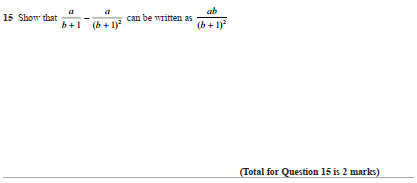 15 Show that a/(b + 1) − a/(b + 1)² can be written as ab/(b + 1)²
(Total for Question 15 is 2 marks)